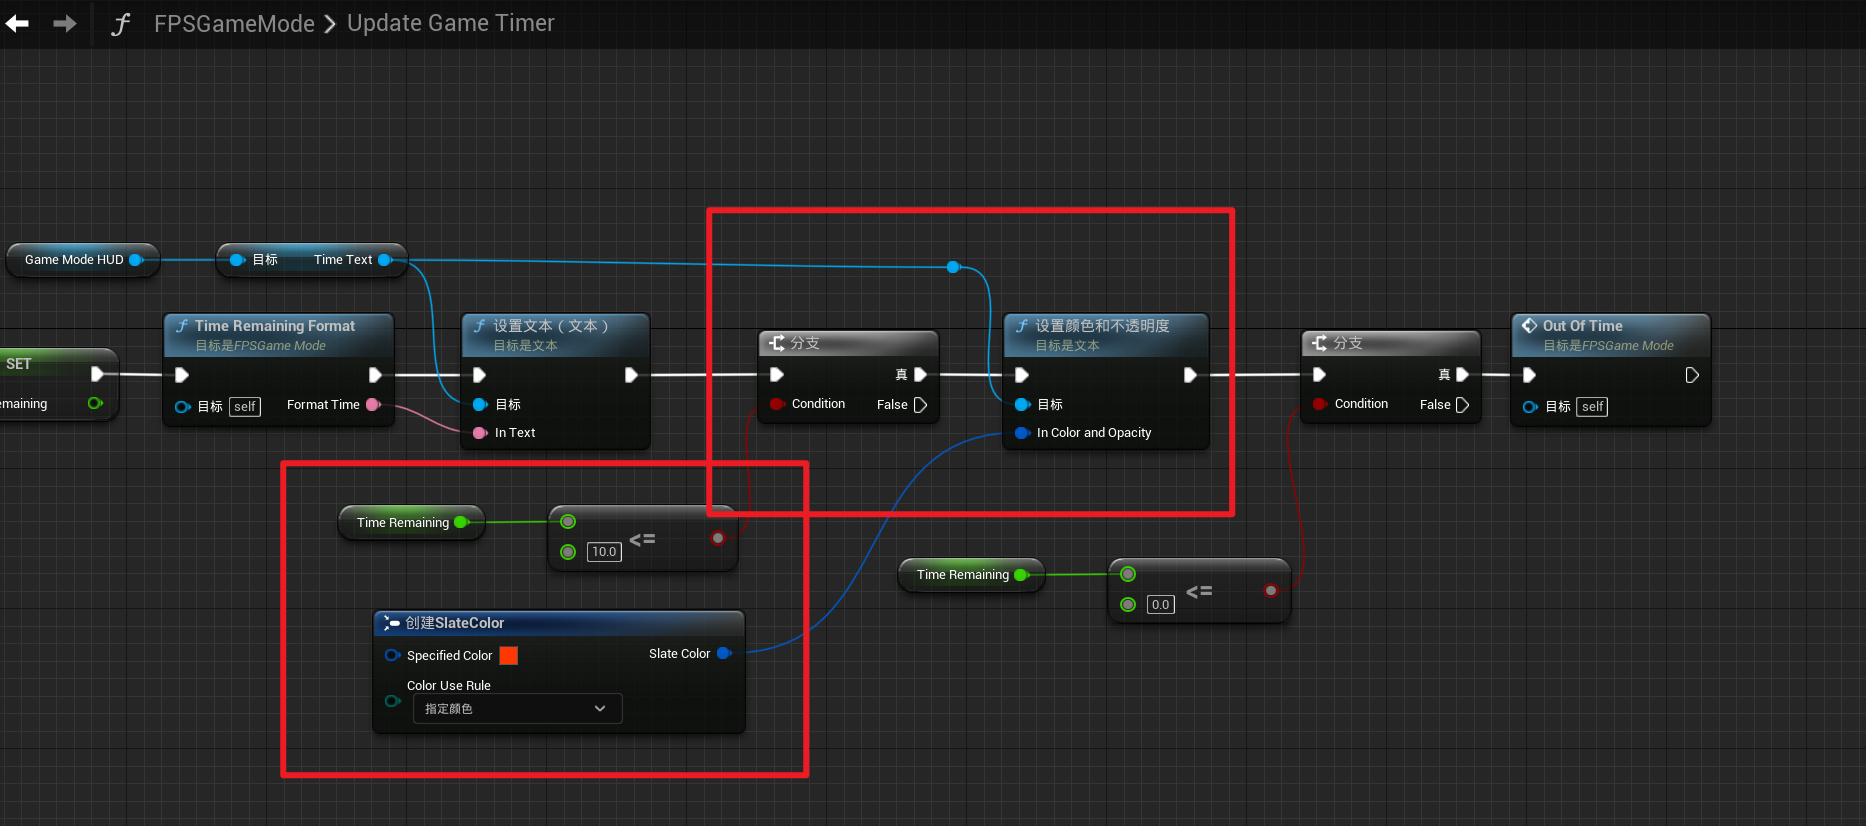 FPSGameMode > Update Game Timer
Game Mode HUD
目标 Time Text
SET
emaining
Time Remaining Format
目标是FPSGame Mode
目标 self
Format Time
设置文本（文本）
目标是文本
目标
In Text
分支
真
Condition
False
设置颜色和不透明度
目标是文本
目标
In Color and Opacity
分支
真
Condition
False
Out Of Time
目标是FPSGame Mode
目标 self
Time Remaining
10.0
<=
Time Remaining
0.0
<=
创建SlateColor
Specified Color
Slate Color
Color Use Rule
指定颜色